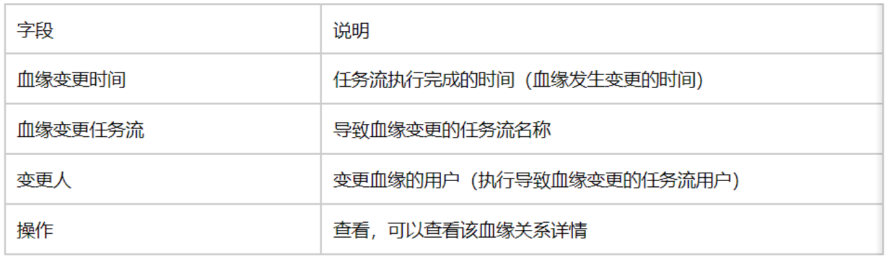 字段 说明
血缘变更时间 任务流执行完成的时间（血缘发生变更的时间）
血缘变更任务流 导致血缘变更的任务流名称
变更人 变更血缘的用户（执行导致血缘变更的任务流用户）
操作 查看，可以查看该血缘关系详情